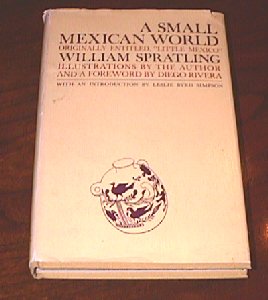 A SMALL
MEXICAN WORLD
ORIGINALLY ENTITLED, "LITTLE MEXICO"
WILLIAM SPRATLING
ILLUSTRATIONS BY THE AUTHOR
AND A FOREWORD BY DIEGO RIVERA
WITH AN INTRODUCTION BY LESLEY BYRD SIMPSON